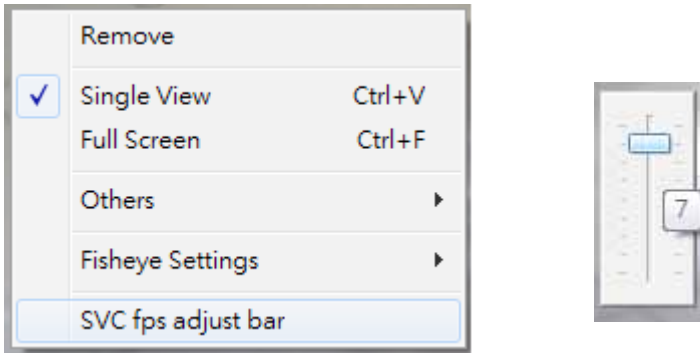 Remove
Single View Ctrl+V
Full Screen Ctrl+F
Others
Fisheye Settings
SVC fps adjust bar
7